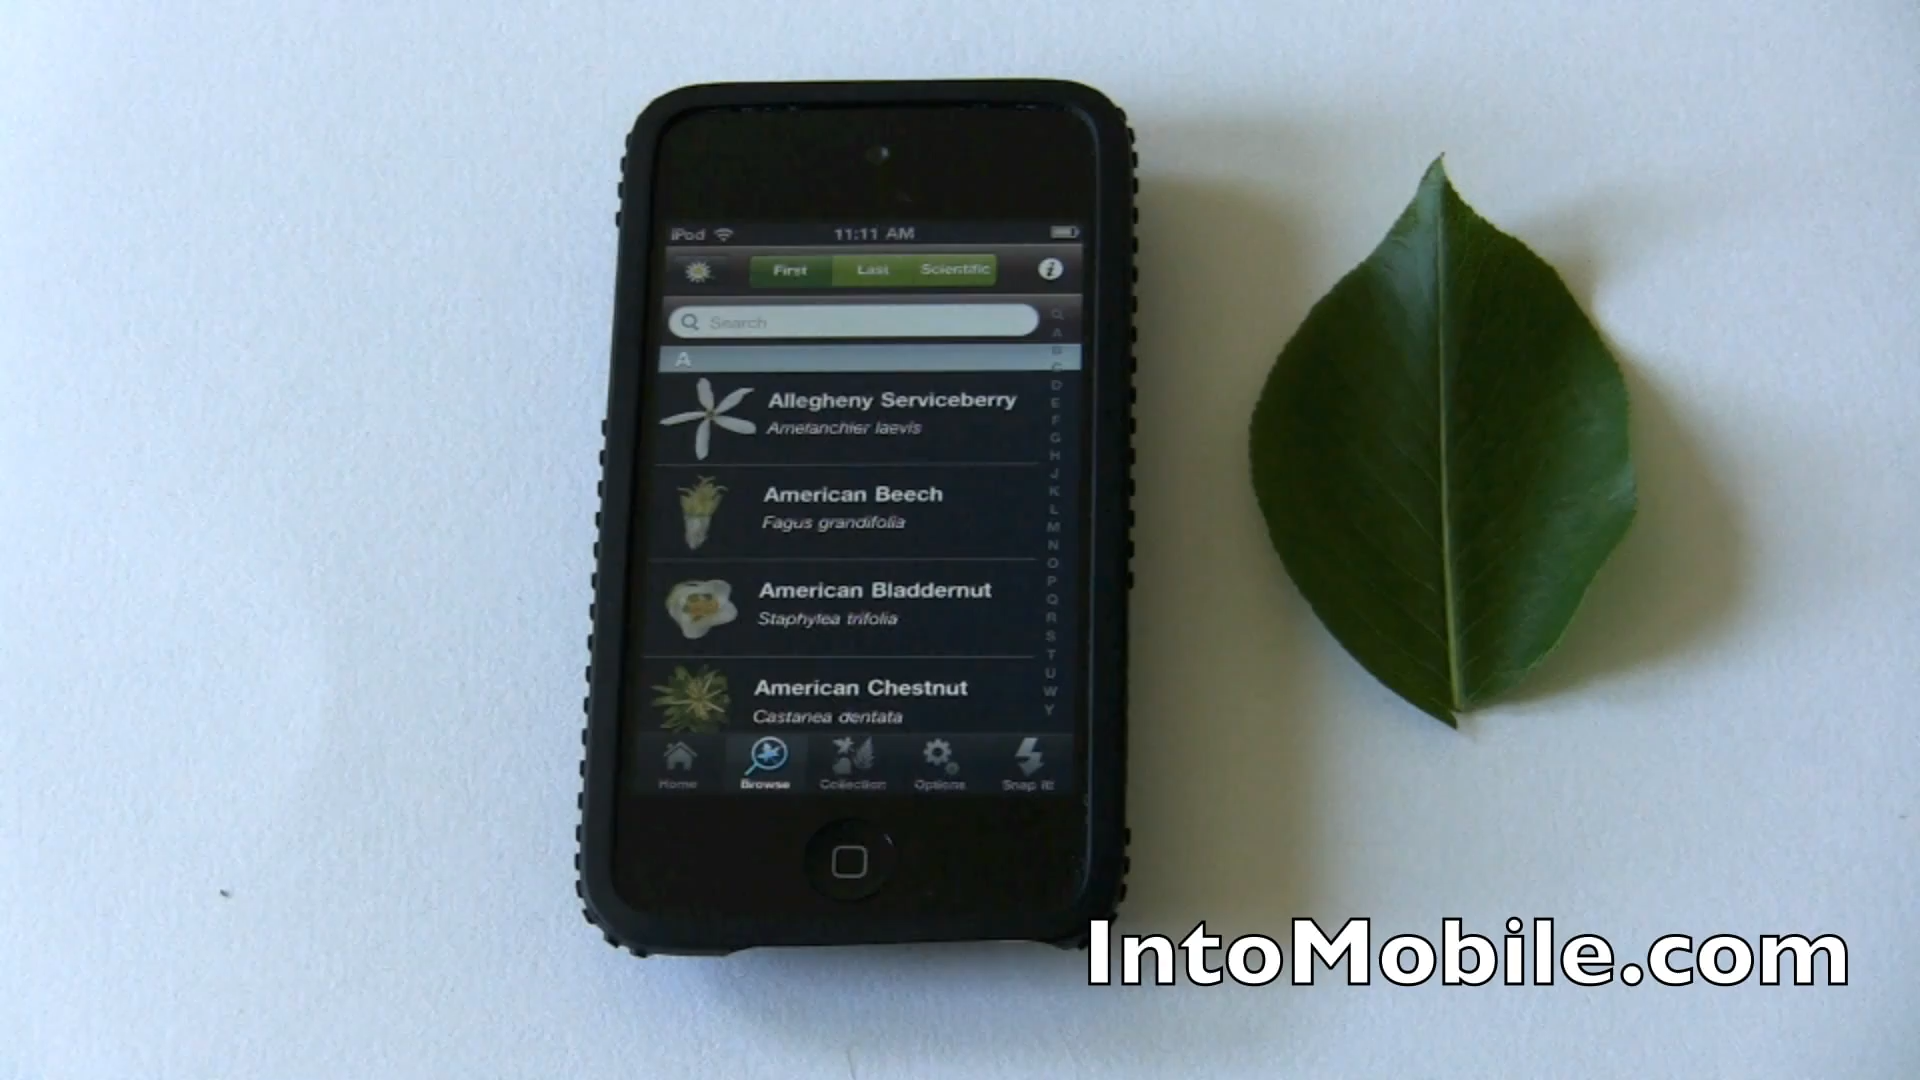 iPod 11:11 AM
First Last Scientific
Search
A
Allegheny Serviceberry
Amelanchier laevis
American Beech
Fagus grandifolia
American Bladdernut
Staphylea trifolia
American Chestnut
Castanea dentata
A
B
C
D
E
F
G
H
J
K
L
M
N
O
P
Q
R
S
T
U
W
Y
Home Browse Collection Options Snap It!
IntoMobile.com